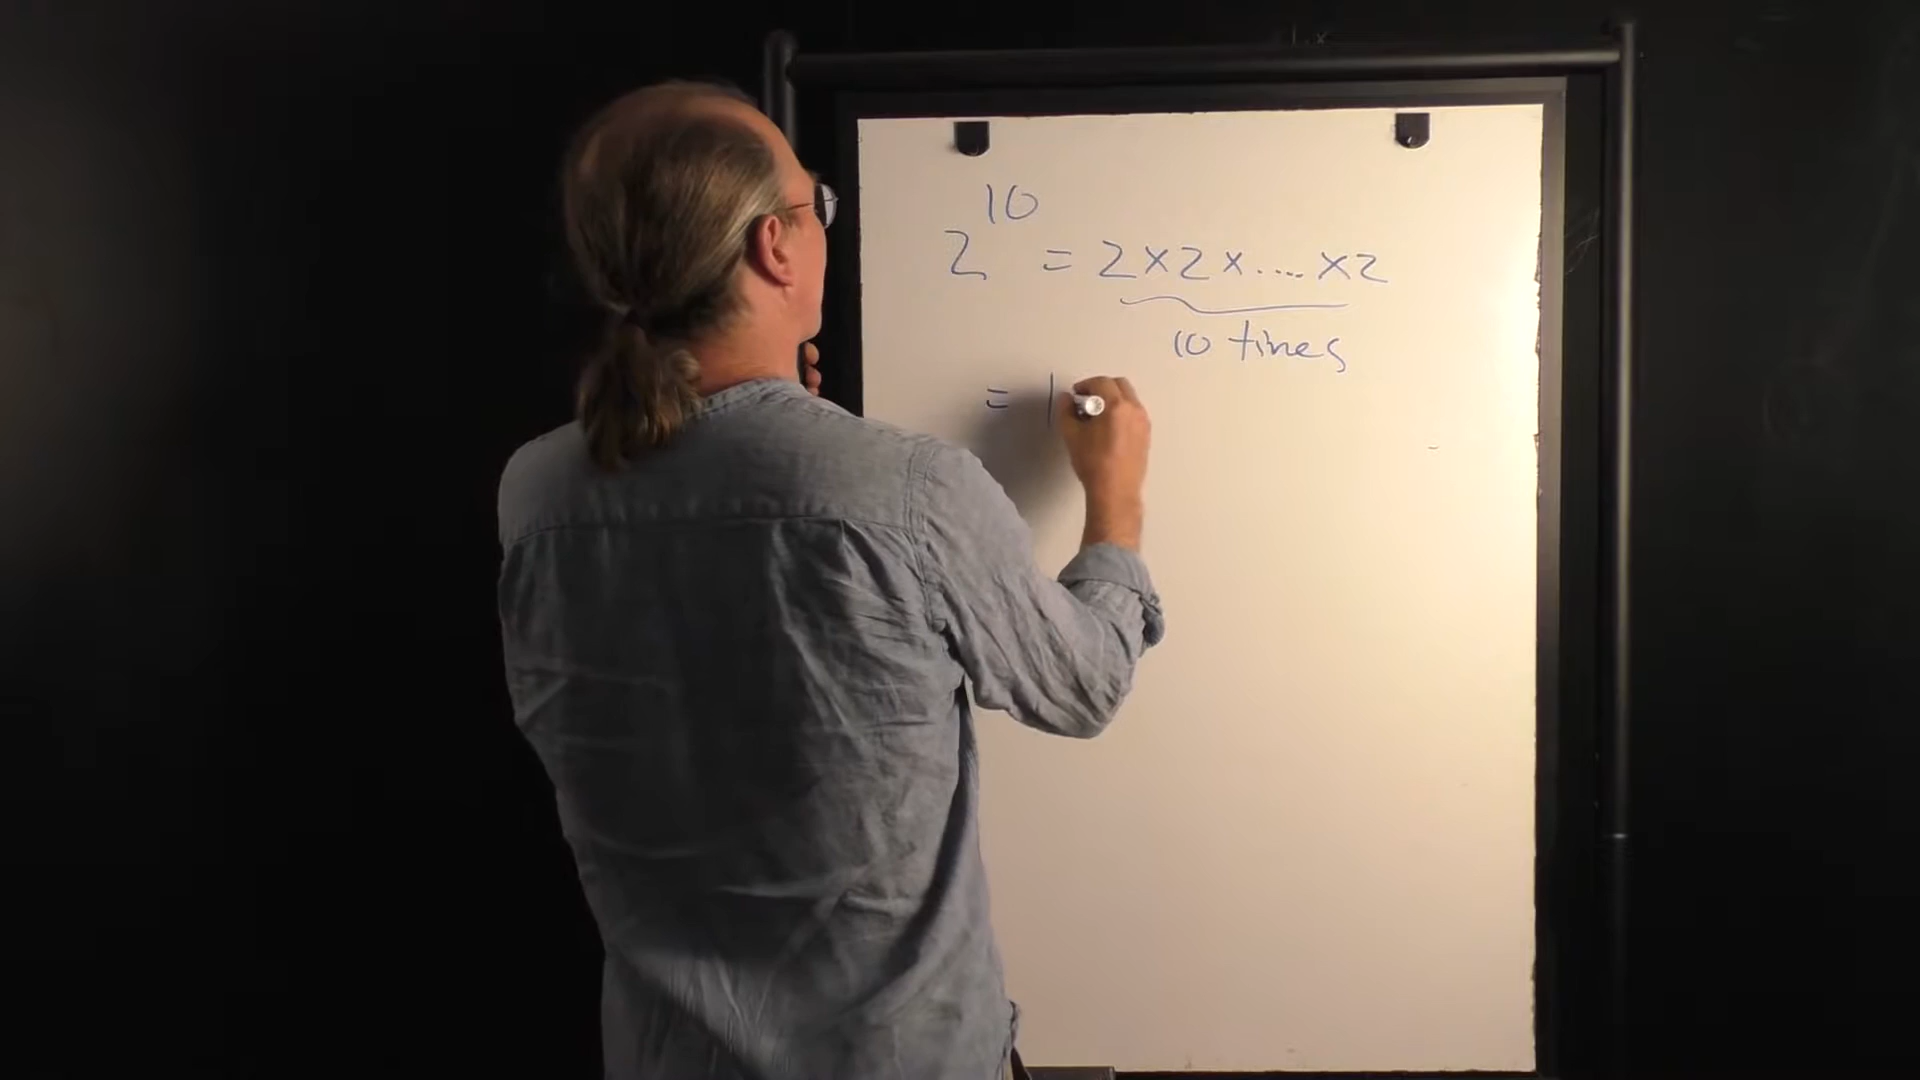 2^10 = 2×2×....×2
10 times
= 1